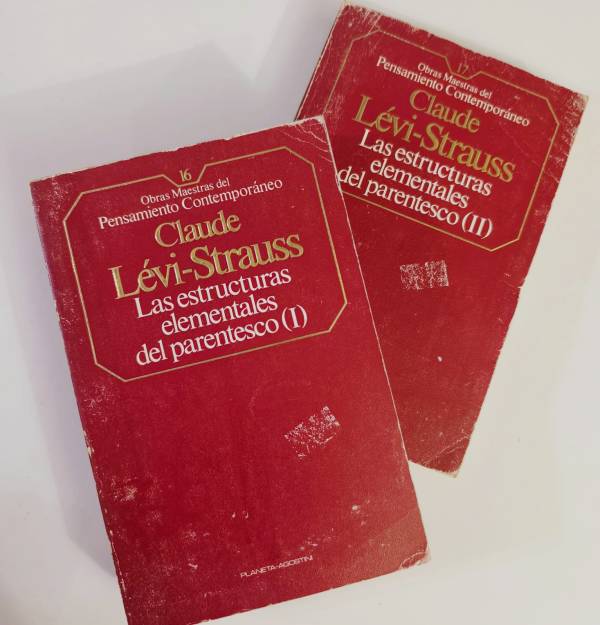 16
Obras Maestras del
Pensamiento Contemporáneo
Claude
Lévi-Strauss
Las estructuras
elementales
del parentesco (I)
PLANETA-AGOSTINI
17
Obras Maestras del
Pensamiento Contemporáneo
Claude
Lévi-Strauss
Las estructuras
elementales
del parentesco (II)